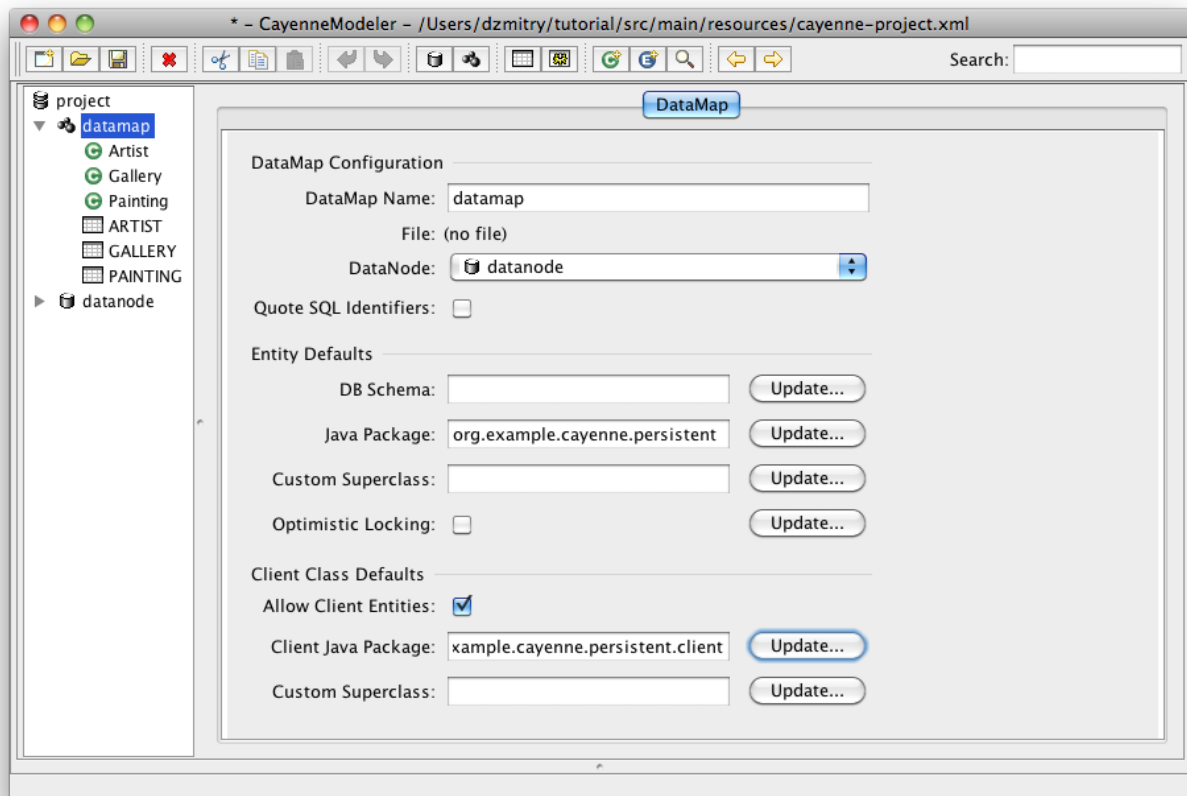 * – CayenneModeler – /Users/dzmitry/tutorial/src/main/resources/cayenne-project.xml
Search:
project
datamap
Artist
Gallery
Painting
ARTIST
GALLERY
PAINTING
datanode
DataMap
DataMap Configuration
DataMap Name: datamap
File: (no file)
DataNode: datanode
Quote SQL Identifiers:
Entity Defaults
DB Schema: Update...
Java Package: org.example.cayenne.persistent Update...
Custom Superclass: Update...
Optimistic Locking: Update...
Client Class Defaults
Allow Client Entities:
Client Java Package: xample.cayenne.persistent.client Update...
Custom Superclass: Update...